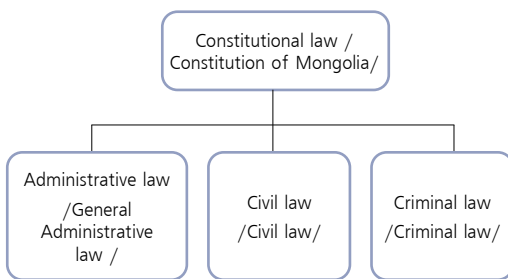 Constitutional law /
Constitution of Mongolia/
Administrative law
/General
Administrative
law /
Civil law
/Civil law/
Criminal law
/Criminal law/